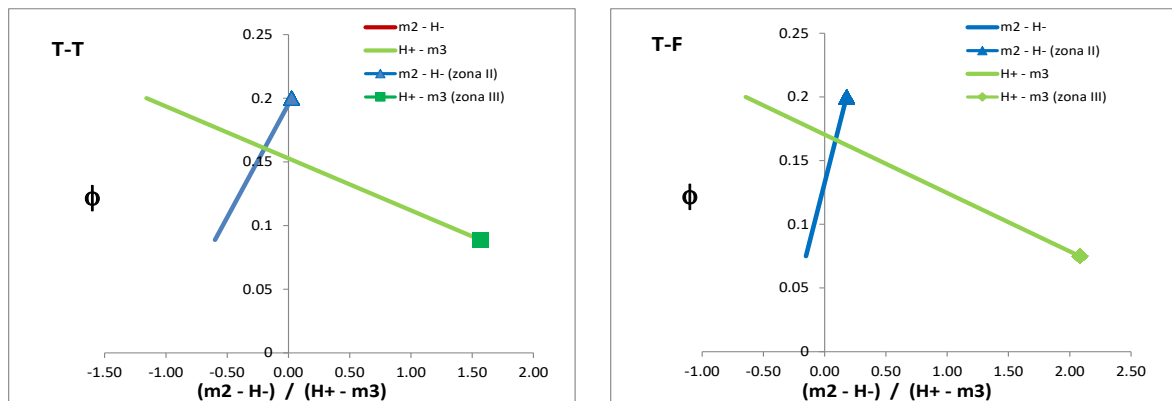 T-T
m2 - H-
H+ - m3
m2 - H- (zona II)
H+ - m3 (zona III)
0.25
0.2
0.15
0.1
0.05
0
ϕ
-1.50 -1.00 -0.50 0.00 0.50 1.00 1.50 2.00
(m2 - H-) / (H+ - m3)
T-F
m2 - H-
m2 - H- (zona II)
H+ - m3
H+ - m3 (zona III)
0.25
0.2
0.15
0.1
0.05
0
ϕ
-1.00 -0.50 0.00 0.50 1.00 1.50 2.00 2.50
(m2 - H-) / (H+ - m3)